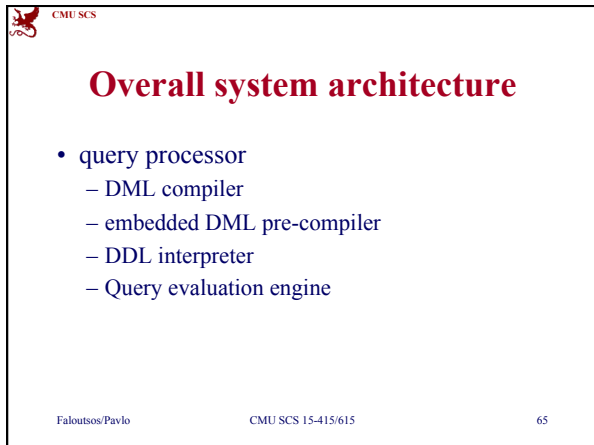 CMU SCS
Overall system architecture
• query processor
– DML compiler
– embedded DML pre-compiler
– DDL interpreter
– Query evaluation engine
Faloutsos/Pavlo CMU SCS 15-415/615 65